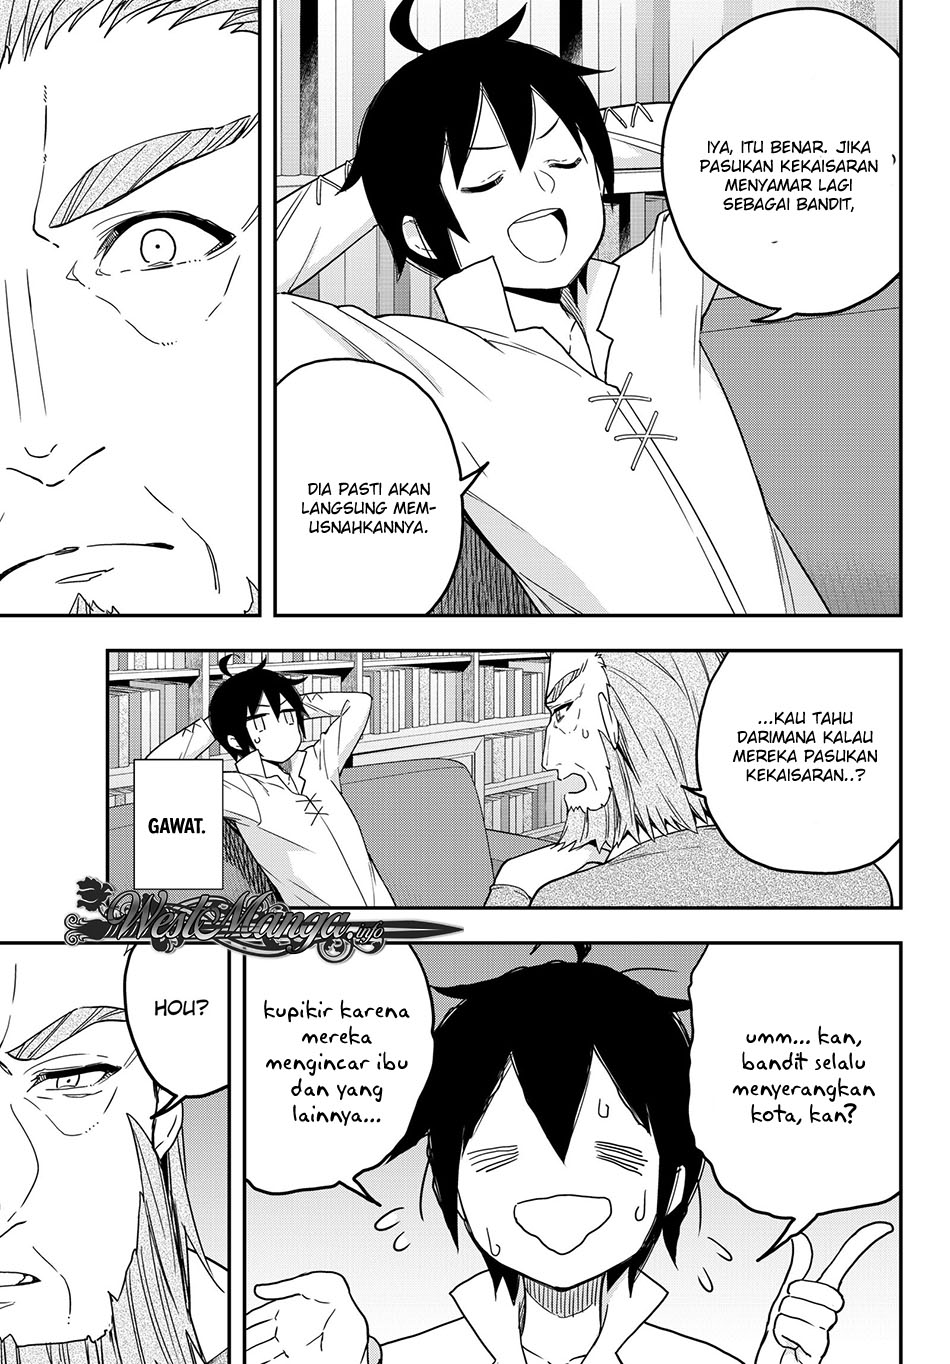 IYA, ITU BENAR. JIKA
PASUKAN KEKAISARAN
MENYAMAR LAGI
SEBAGAI BANDIT,
DIA PASTI AKAN
LANGSUNG MEM-
USNAHKANNYA.
...KAU TAHU
DARIMANA KALAU
MEREKA PASUKAN
KEKAISARAN..?
GAWAT.
WestManga.info
umm... kan,
bandit selalu
menyerangkan
kota, kan?
kupikir karena
mereka
mengincar ibu
dan yang
lainnya...
HOU?